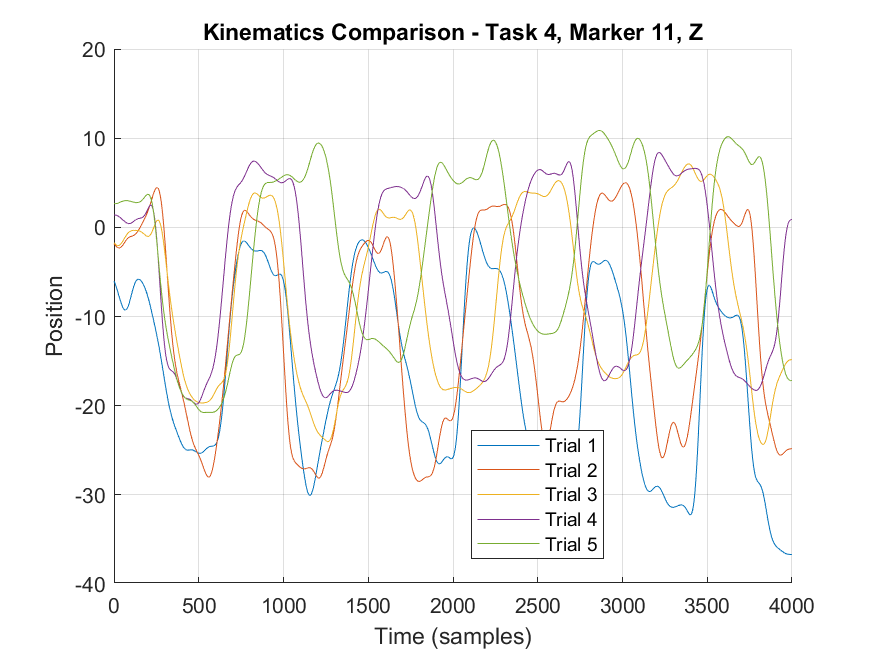 Kinematics Comparison - Task 4, Marker 11, Z
20
10
0
-10
-20
-30
-40
Position
Trial 1
Trial 2
Trial 3
Trial 4
Trial 5
0 500 1000 1500 2000 2500 3000 3500 4000
Time (samples)